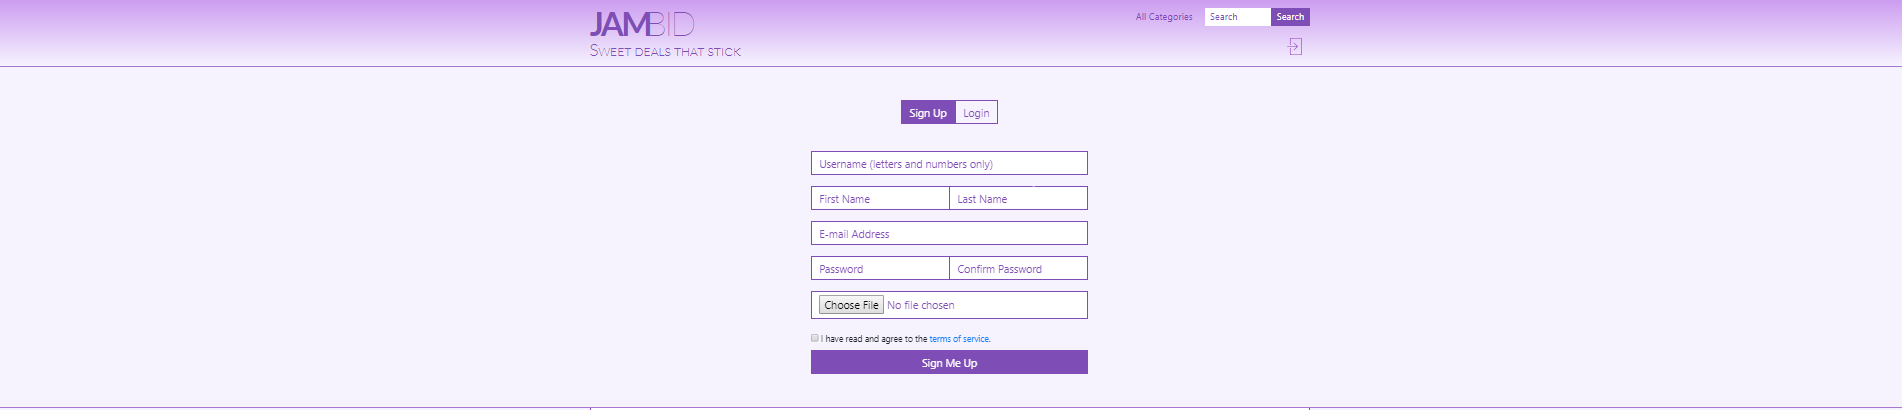 JAMBID
SWEET DEALS THAT STICK
All Categories
Search
Search
Sign Up
Login
Username (letters and numbers only)
First Name
Last Name
E-mail Address
Password
Confirm Password
Choose File No file chosen
I have read and agree to the terms of service.
Sign Me Up